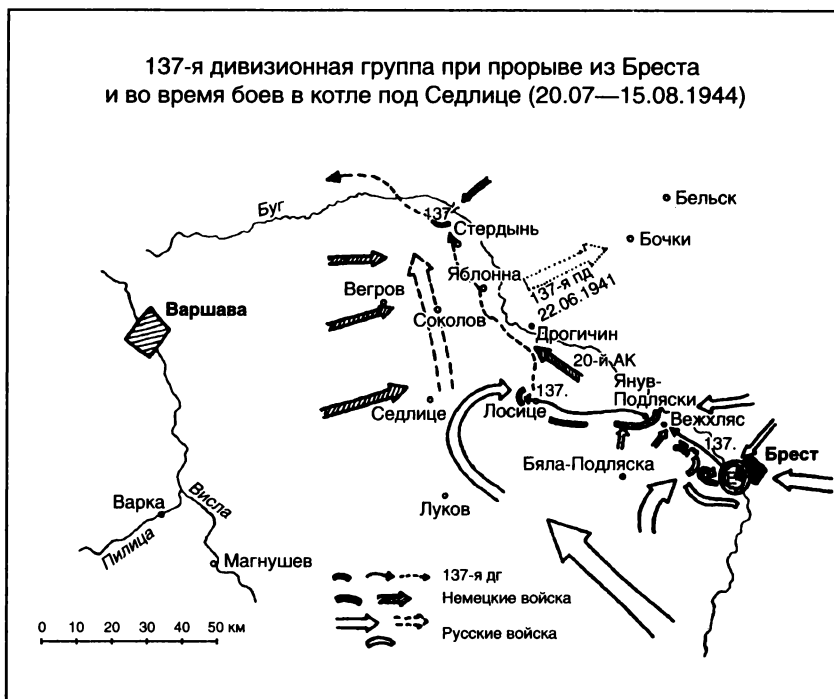 137-я дивизионная группа при прорыве из Бреста
и во время боев в котле под Седлице (20.07—15.08.1944)
Бельск
Буг
137.
Стердынь
Бочки
Яблонна
137-я пд
22.06.1941
Вегров
Варшава
Соколов
Дрогичин
20-й АК
Янув-
Подляски
137.
Седлице
Лосице
Вежхляс
137.
Брест
Бяла-Подляска
Луков
Варка
Висла
Пилица
Магнушев
137-я дг
Немецкие войска
Русские войска
0 10 20 30 40 50 км